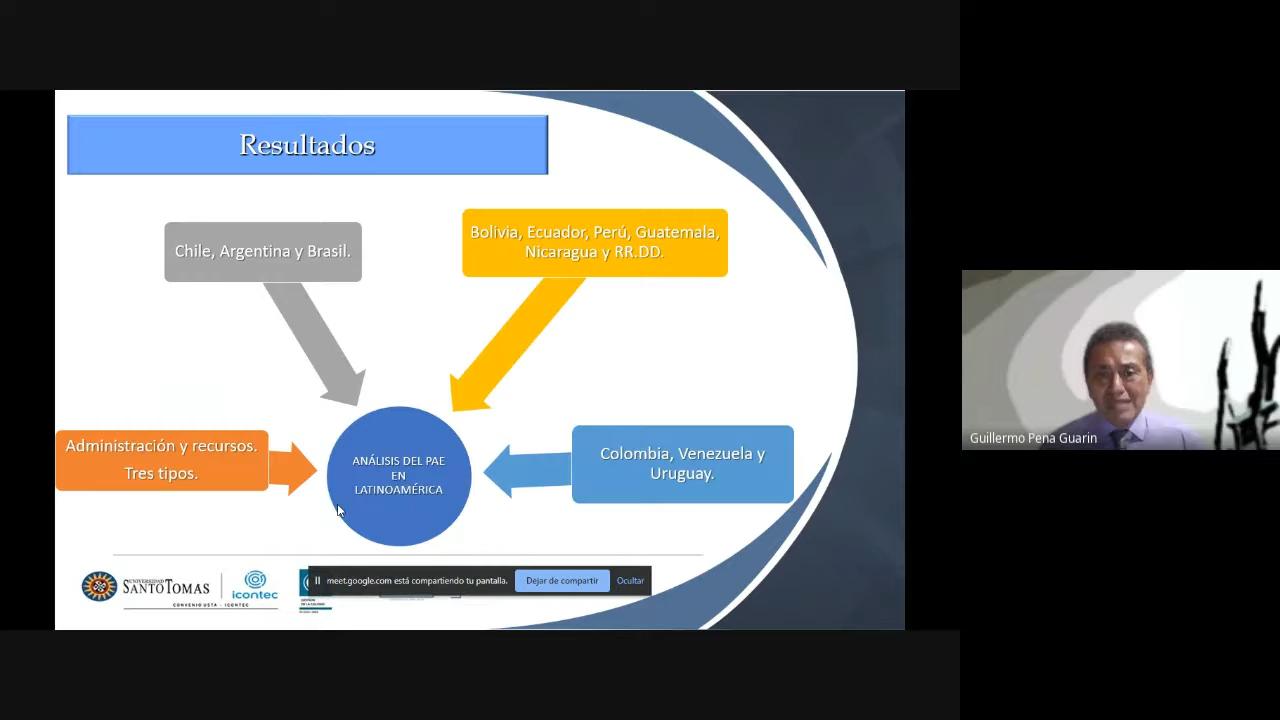 Resultados
Chile, Argentina y Brasil.
Bolivia, Ecuador, Perú, Guatemala,
Nicaragua y RR.DD.
Administración y recursos.
Tres tipos.
ANÁLISIS DEL PAE
EN
LATINOAMÉRICA
Colombia, Venezuela y
Uruguay.
Guillermo Pena Guarin
UNIVERSIDAD
SANTO TOMAS
icontec
CONVENIO USTA - ICONTEC
meet.google.com está compartiendo tu pantalla.
Dejar de compartir
Ocultar